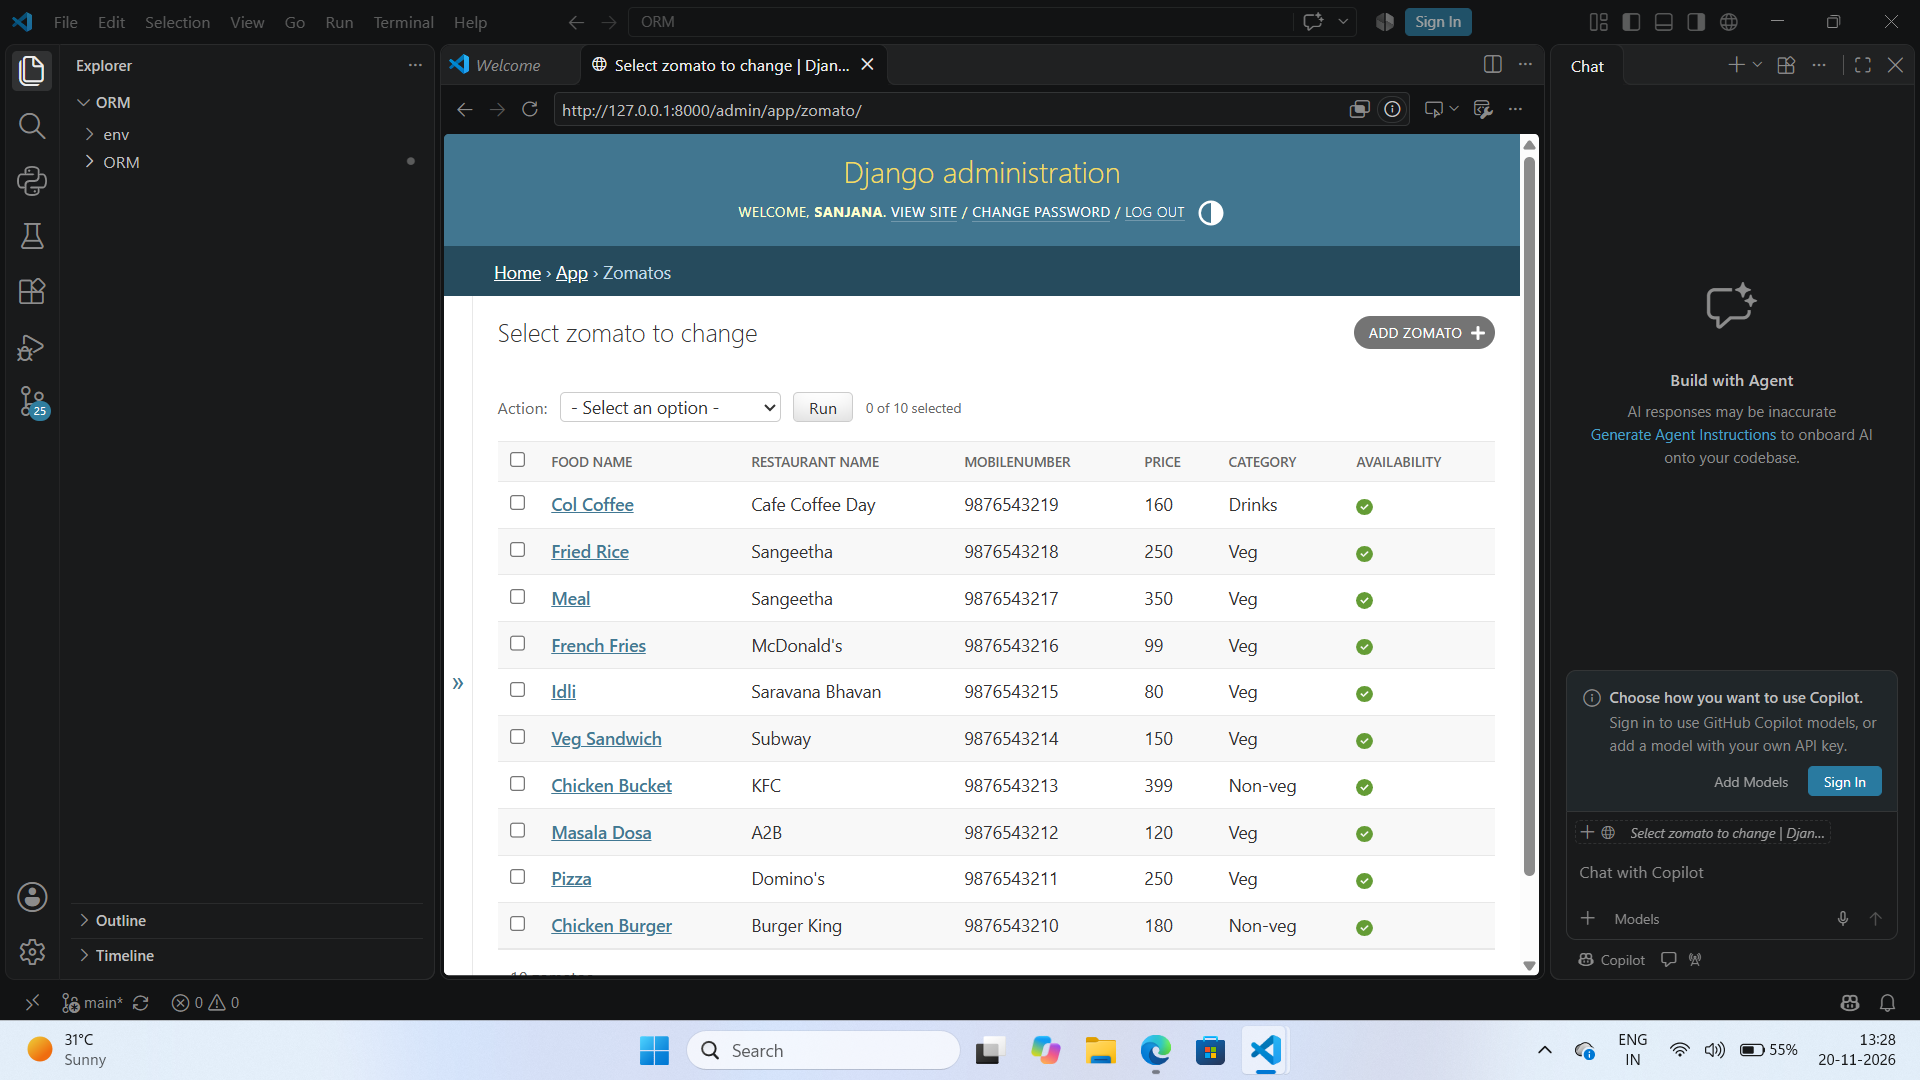 File Edit Selection View Go Run Terminal Help
ORM
Sign In
Explorer
ORM
env
ORM
Outline
Timeline
25
Welcome
Select zomato to change | Djan...
http://127.0.0.1:8000/admin/app/zomato/
Django administration
WELCOME, SANJANA. VIEW SITE / CHANGE PASSWORD / LOG OUT
Home › App › Zomatos
Select zomato to change
ADD ZOMATO
Action: - Select an option - Run 0 of 10 selected
FOOD NAME RESTAURANT NAME MOBILENUMBER PRICE CATEGORY AVAILABILITY
Col Coffee Cafe Coffee Day 9876543219 160 Drinks
Fried Rice Sangeetha 9876543218 250 Veg
Meal Sangeetha 9876543217 350 Veg
French Fries McDonald's 9876543216 99 Veg
Idli Saravana Bhavan 9876543215 80 Veg
Veg Sandwich Subway 9876543214 150 Veg
Chicken Bucket KFC 9876543213 399 Non-veg
Masala Dosa A2B 9876543212 120 Veg
Pizza Domino's 9876543211 250 Veg
Chicken Burger Burger King 9876543210 180 Non-veg
Chat
Build with Agent
AI responses may be inaccurate
Generate Agent Instructions to onboard AI
onto your codebase.
Choose how you want to use Copilot.
Sign in to use GitHub Copilot models, or
add a model with your own API key.
Add Models Sign In
Select zomato to change | Djan...
Chat with Copilot
Models
Copilot
main* 0 0
31°C
Sunny
Search
ENG
IN
55%
13:28
20-11-2026